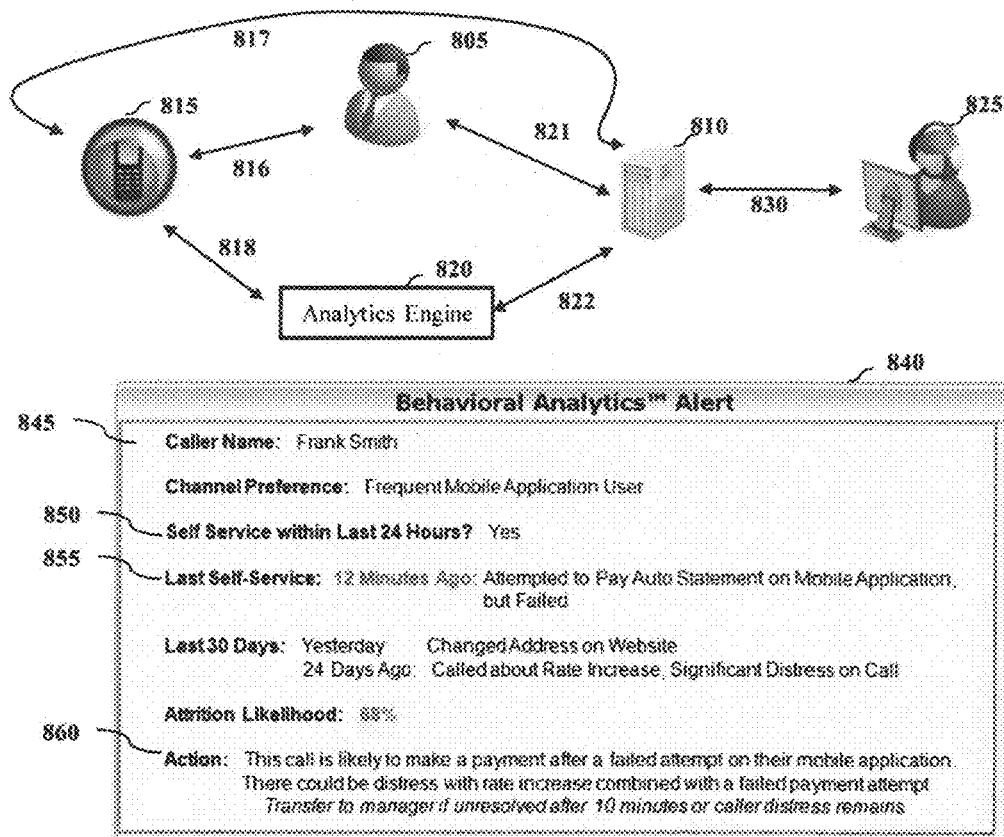 817
805
815
821
810
825
816
830
818
820
822
Analytics Engine
840
Behavioral Analytics™ Alert
845
Caller Name: Frank Smith
Channel Preference: Frequent Mobile Application User
850
Self Service within Last 24 Hours? Yes
855
Last Self-Service: 12 Minutes Ago: Attempted to Pay Auto Statement on Mobile Application,
but Failed
Last 30 Days: Yesterday Changed Address on Website
24 Days Ago: Called about Rate Increase, Significant Distress on Call
Attrition Likelihood: 88%
860
Action: This call is likely to make a payment after a failed attempt on their mobile application.
There could be distress with rate increase combined with a failed payment attempt
Transfer to manager if unresolved after 10 minutes or caller distress remains